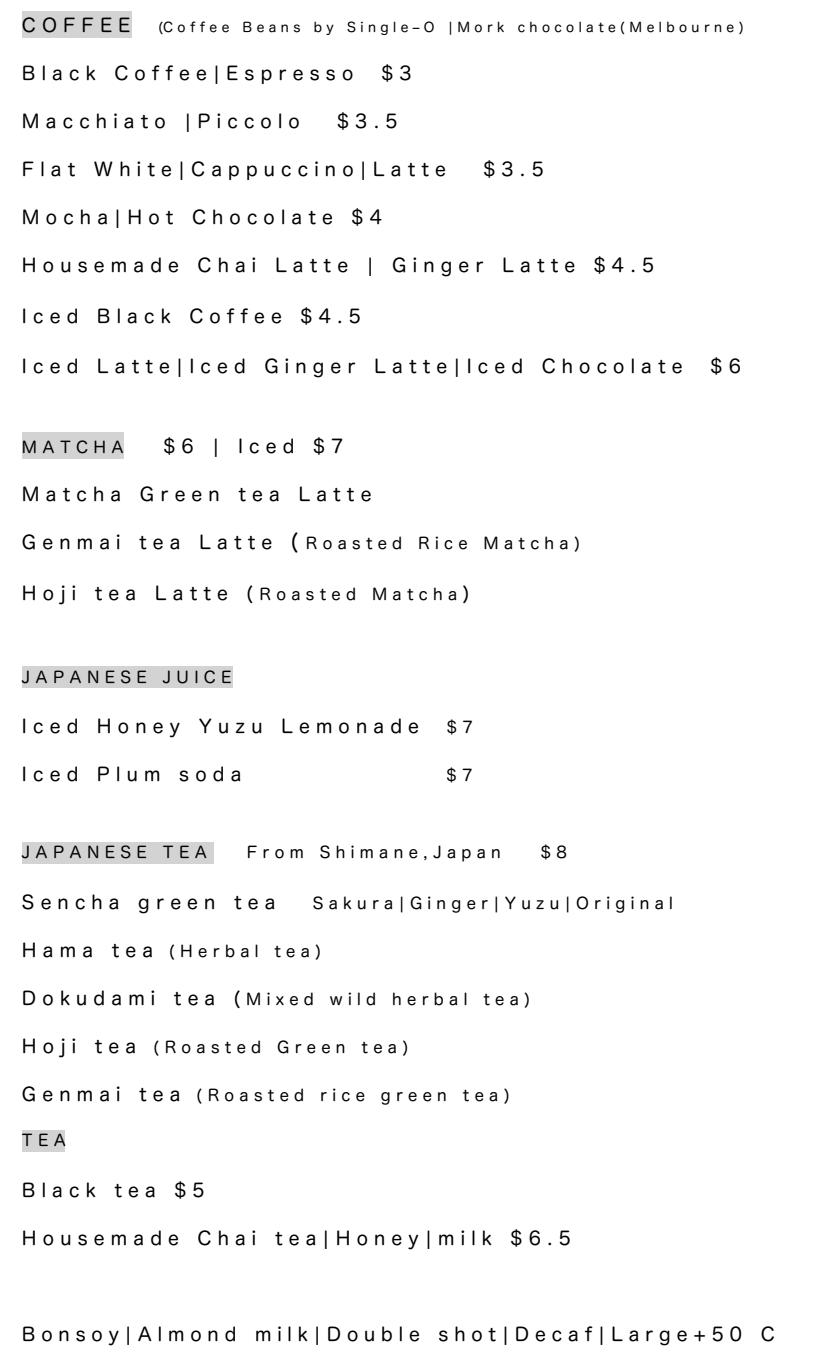 COFFEE (Coffee Beans by Single-O |Mork chocolate(Melbourne)
Black Coffee|Espresso $3
Macchiato |Piccolo $3.5
Flat White|Cappuccino|Latte $3.5
Mocha|Hot Chocolate $4
Housemade Chai Latte | Ginger Latte $4.5
Iced Black Coffee $4.5
Iced Latte|Iced Ginger Latte|Iced Chocolate $6
MATCHA $6 | Iced $7
Matcha Green tea Latte
Genmai tea Latte (Roasted Rice Matcha)
Hoji tea Latte (Roasted Matcha)
JAPANESE JUICE
Iced Honey Yuzu Lemonade $7
Iced Plum soda $7
JAPANESE TEA From Shimane,Japan $8
Sencha green tea Sakura|Ginger|Yuzu|Original
Hama tea (Herbal tea)
Dokudami tea (Mixed wild herbal tea)
Hoji tea (Roasted Green tea)
Genmai tea (Roasted rice green tea)
TEA
Black tea $5
Housemade Chai tea|Honey|milk $6.5
Bonsoy|Almond milk|Double shot|Decaf|Large+50 C